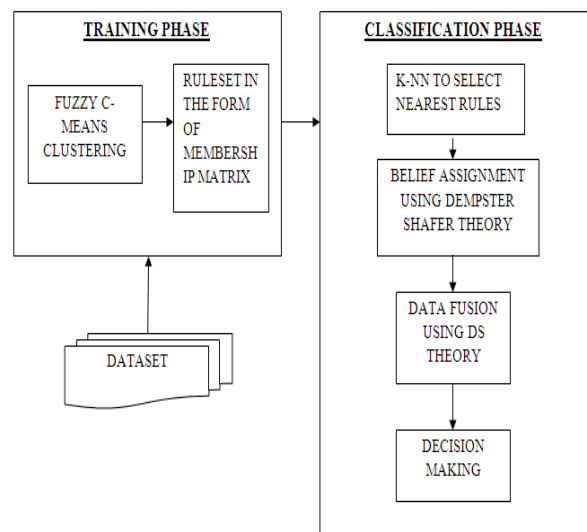 TRAINING PHASE
FUZZY C-
MEANS
CLUSTERING
RULESET IN
THE FORM
OF
MEMBERSH
IP MATRIX
DATASET
CLASSIFICATION PHASE
K-NN TO SELECT
NEAREST RULES
BELIEF ASSIGNMENT
USING DEMPSTER
SHAFER THEORY
DATA FUSION
USING DS
THEORY
DECISION
MAKING